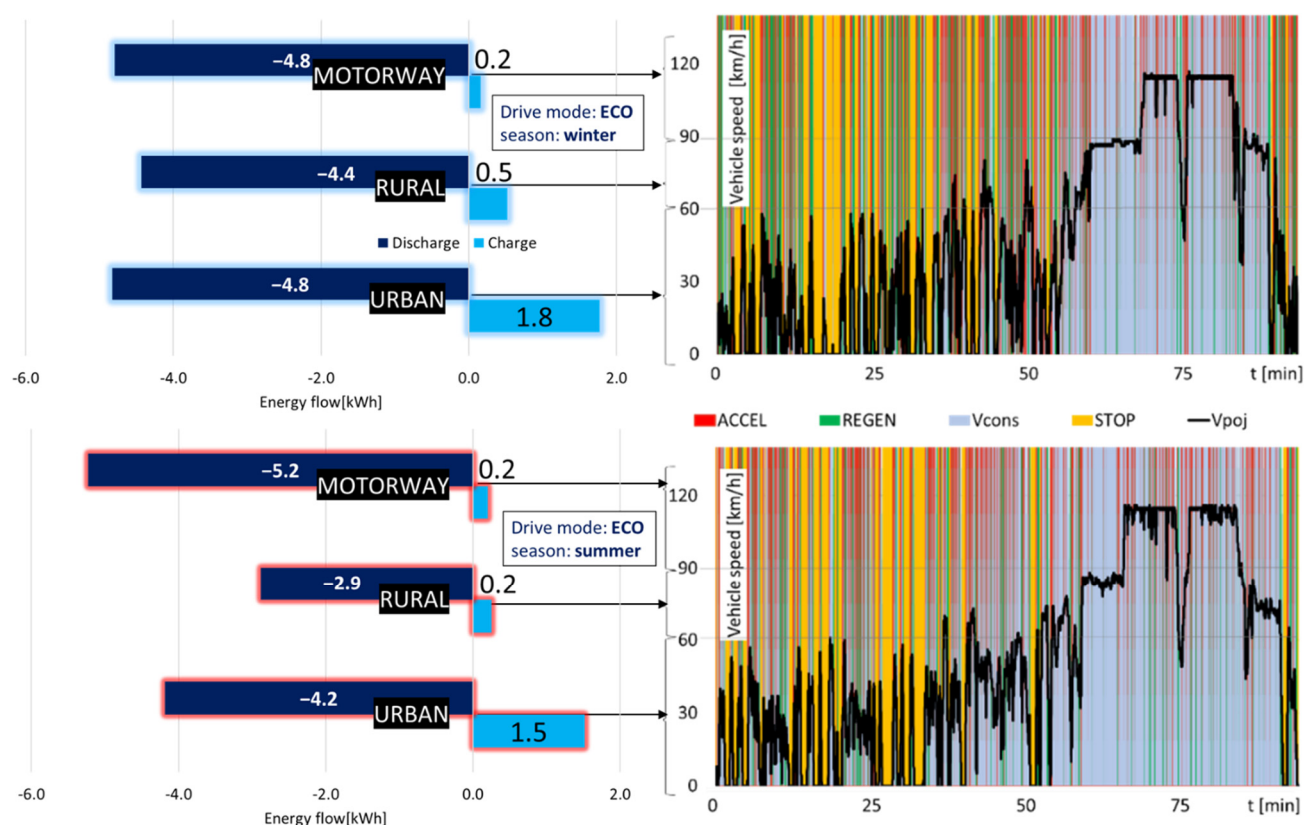 −4.8
MOTORWAY
0.2
Drive mode: ECO
season: winter
−4.4
RURAL
0.5
Discharge Charge
−4.8
URBAN
1.8
-6.0 -4.0 -2.0 0.0 2.0
Energy flow[kWh]
Vehicle speed [km/h]
120
90
60
30
0
0 25 50 75 t [min]
ACCEL REGEN Vcons STOP Vpoj
−5.2
MOTORWAY
0.2
Drive mode: ECO
season: summer
−2.9
RURAL
0.2
−4.2
URBAN
1.5
-6.0 -4.0 -2.0 0.0 2.0
Energy flow[kWh]
Vehicle speed [km/h]
120
90
60
30
0
0 25 50 75 t [min]